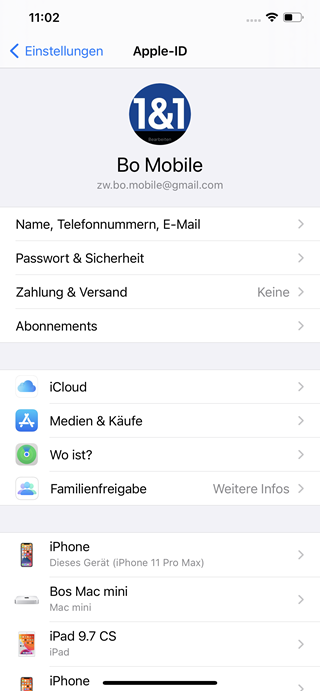 11:02
Einstellungen
Apple-ID
1&1
Bearbeiten
Bo Mobile
zw.bo.mobile@gmail.com
Name, Telefonnummern, E-Mail
Passwort & Sicherheit
Zahlung & Versand Keine
Abonnements
iCloud
Medien & Käufe
Wo ist?
Familienfreigabe Weitere Infos
iPhone
Dieses Gerät (iPhone 11 Pro Max)
Bos Mac mini
Mac mini
iPad 9.7 CS
iPad
iPhone